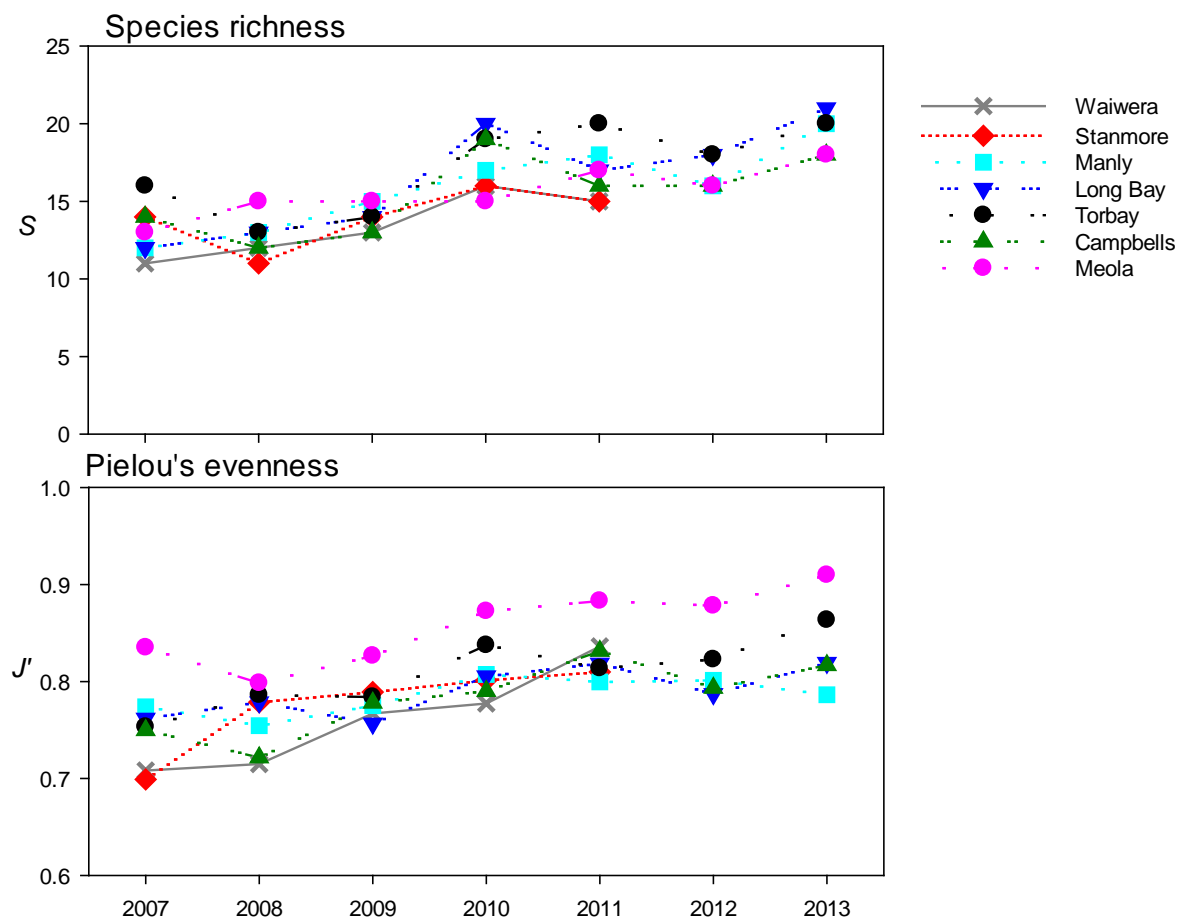 Species richness
25
20
15
10
5
0
S
Waiwera
Stanmore
Manly
Long Bay
Torbay
Campbells
Meola
Pielou's evenness
1.0
0.9
0.8
0.7
0.6
J'
2007 2008 2009 2010 2011 2012 2013